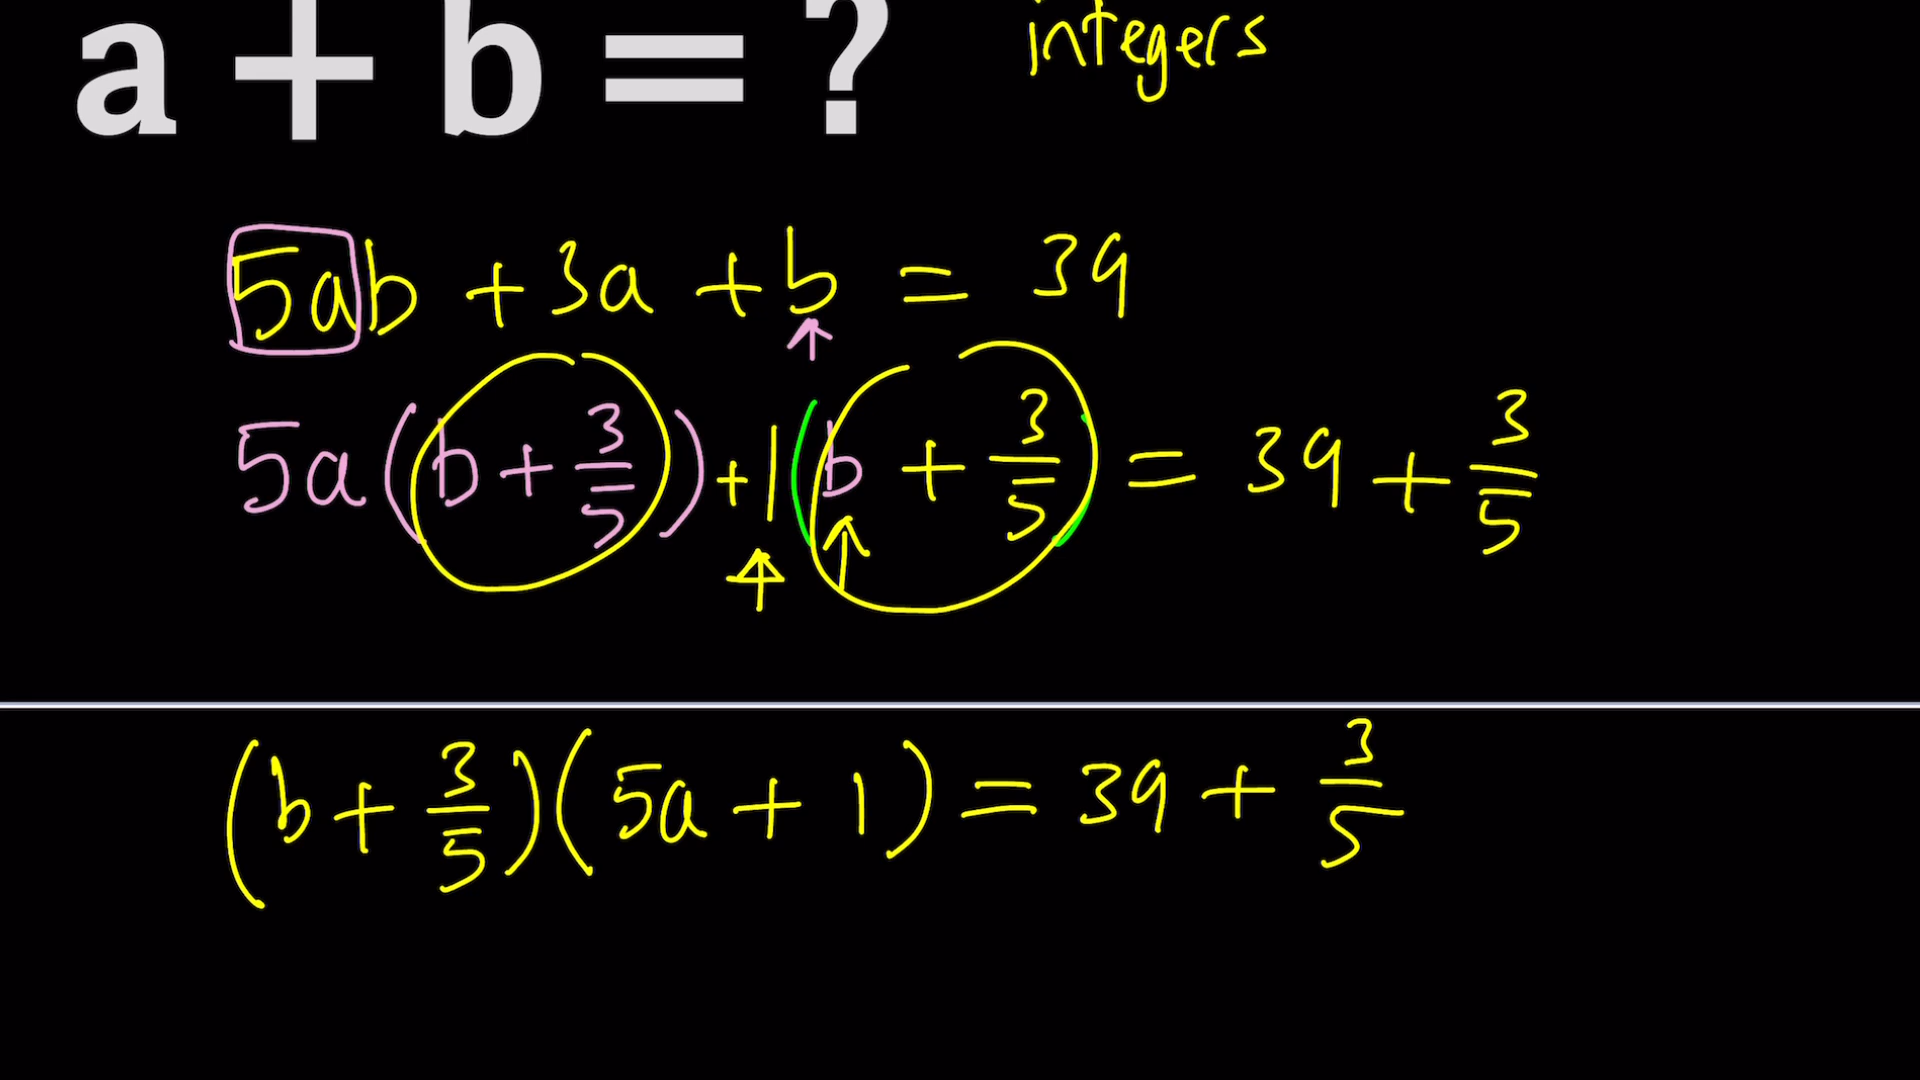 a + b = ?
integers
5ab + 3a + b = 39
5a(b + 3/5) + 1(b + 3/5) = 39 + 3/5
(b + 3/5)(5a + 1) = 39 + 3/5